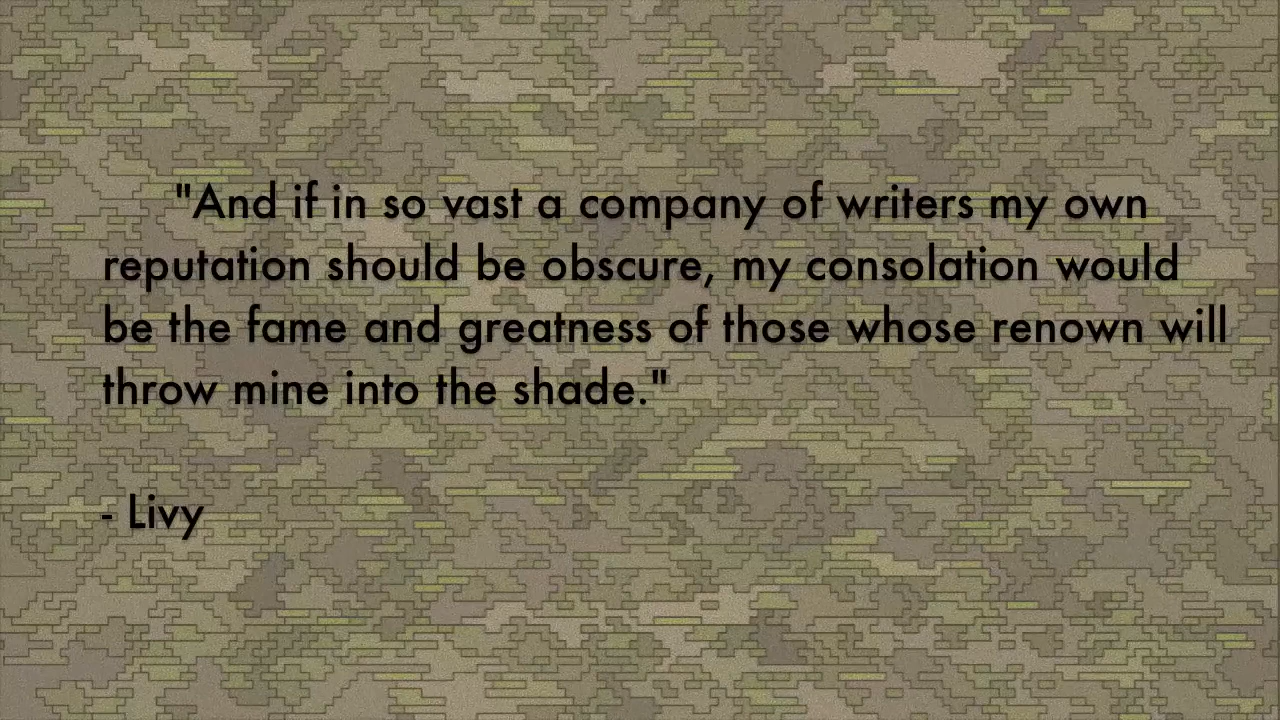 "And if in so vast a company of writers my own
reputation should be obscure, my consolation would
be the fame and greatness of those whose renown will
throw mine into the shade."
- Livy